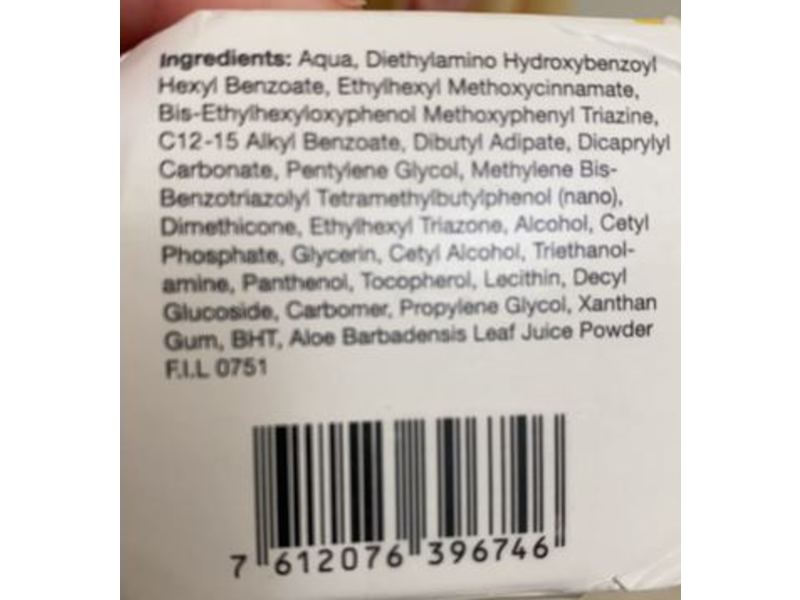 Ingredients: Aqua, Diethylamino Hydroxybenzoyl
Hexyl Benzoate, Ethylhexyl Methoxycinnamate,
Bis-Ethylhexyloxyphenol Methoxyphenyl Triazine,
C12-15 Alkyl Benzoate, Dibutyl Adipate, Dicaprylyl
Carbonate, Pentylene Glycol, Methylene Bis-
Benzotriazolyl Tetramethylbutylphenol (nano),
Dimethicone, Ethylhexyl Triazone, Alcohol, Cetyl
Phosphate, Glycerin, Cetyl Alcohol, Triethanol-
amine, Panthenol, Tocopherol, Lecithin, Decyl
Glucoside, Carbomer, Propylene Glycol, Xanthan
Gum, BHT, Aloe Barbadensis Leaf Juice Powder
F.I.L 0751
7 612076 396746